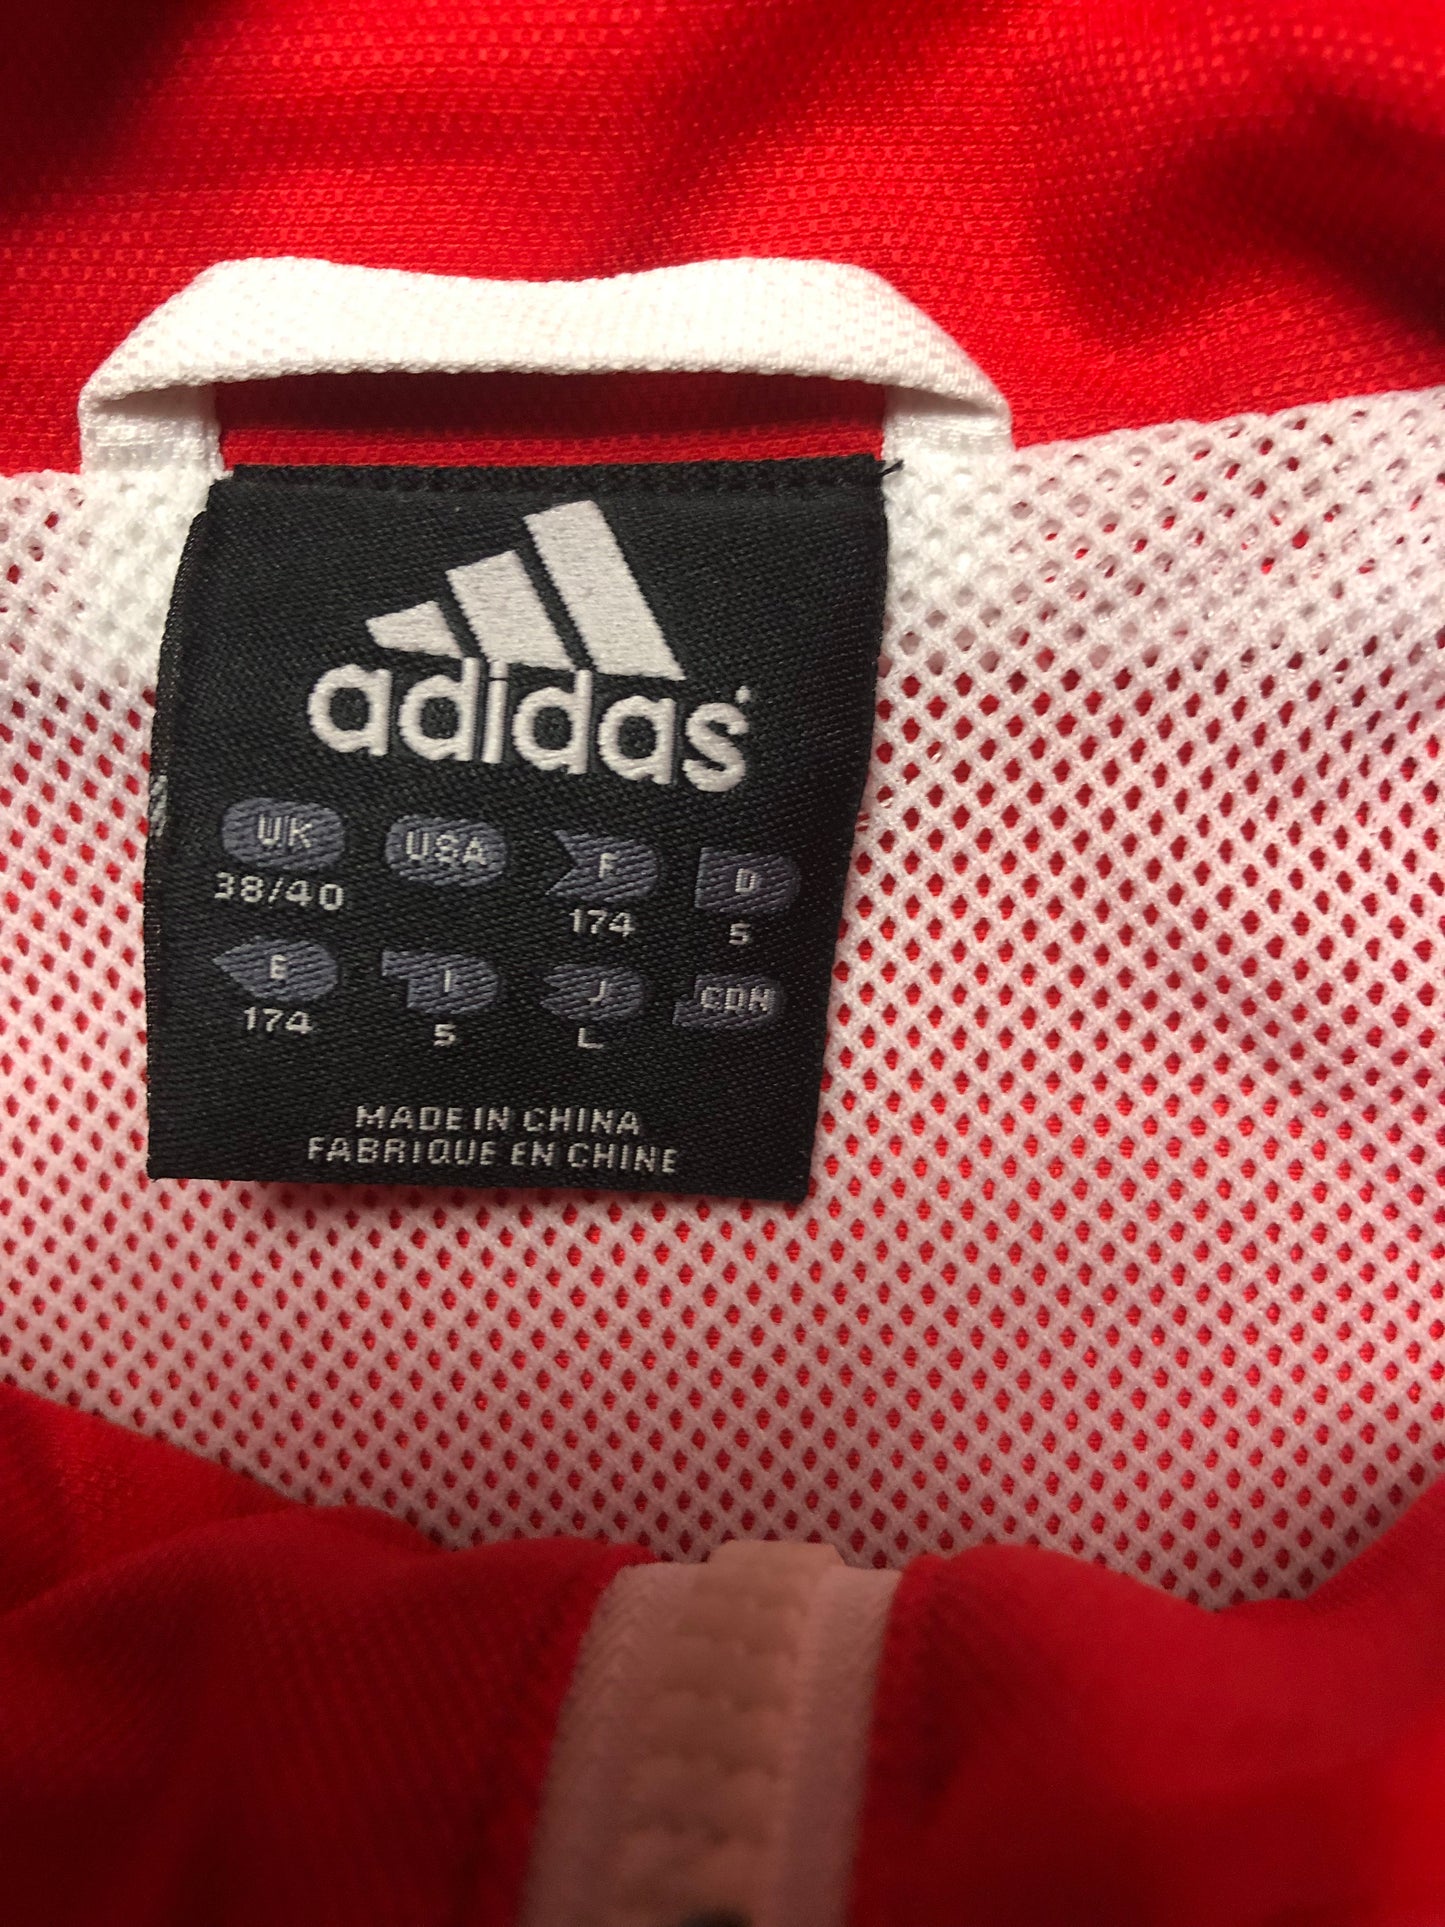 adidas
UK USA F D
38/40 174 5
E I J CDN
174 5 L
MADE IN CHINA
FABRIQUE EN CHINE